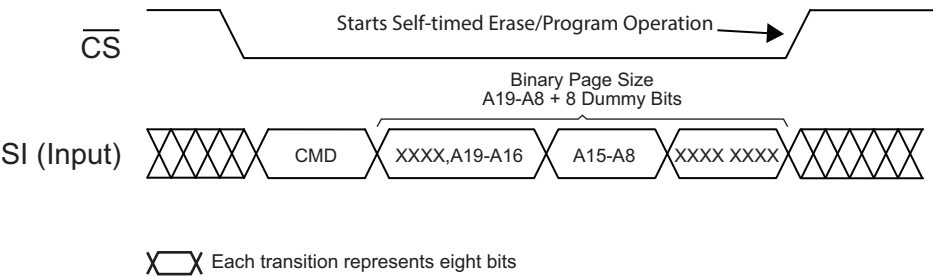 Starts Self-timed Erase/Program Operation
CS
Binary Page Size
A19-A8 + 8 Dummy Bits
SI (Input)
CMD
XXXX,A19-A16
A15-A8
XXXX XXXX
Each transition represents eight bits